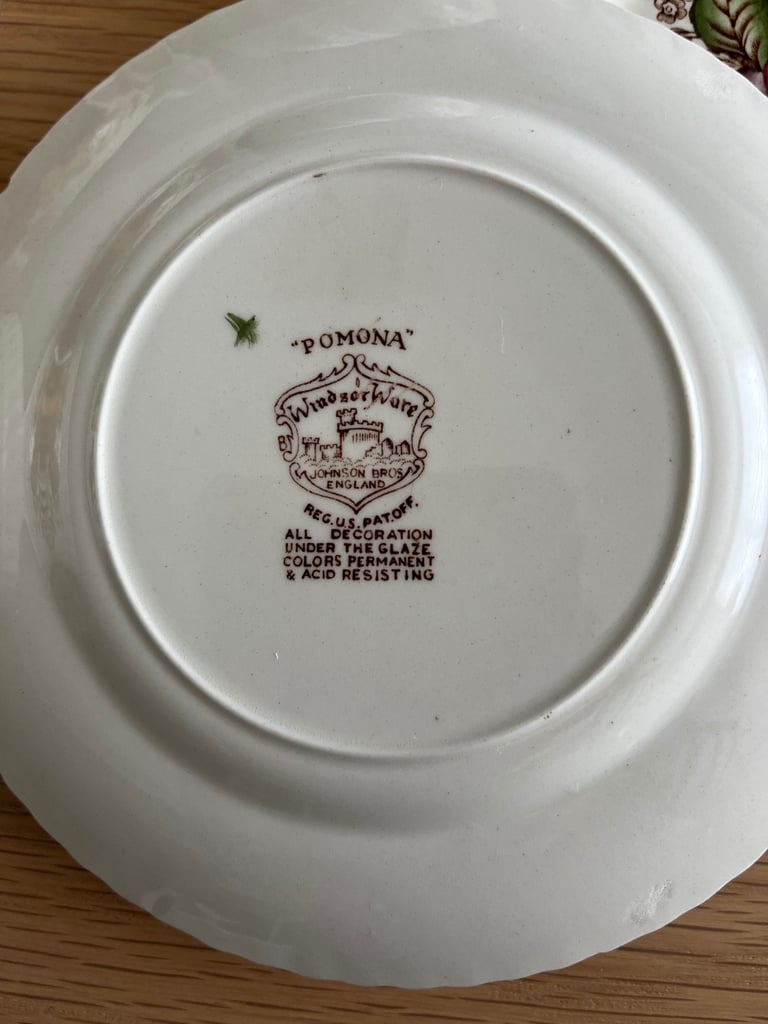 "POMONA"
Windsor Ware
BY
JOHNSON BROS
ENGLAND
REG.U.S.PAT.OFF.
ALL DECORATION
UNDER THE GLAZE
COLORS PERMANENT
& ACID RESISTING